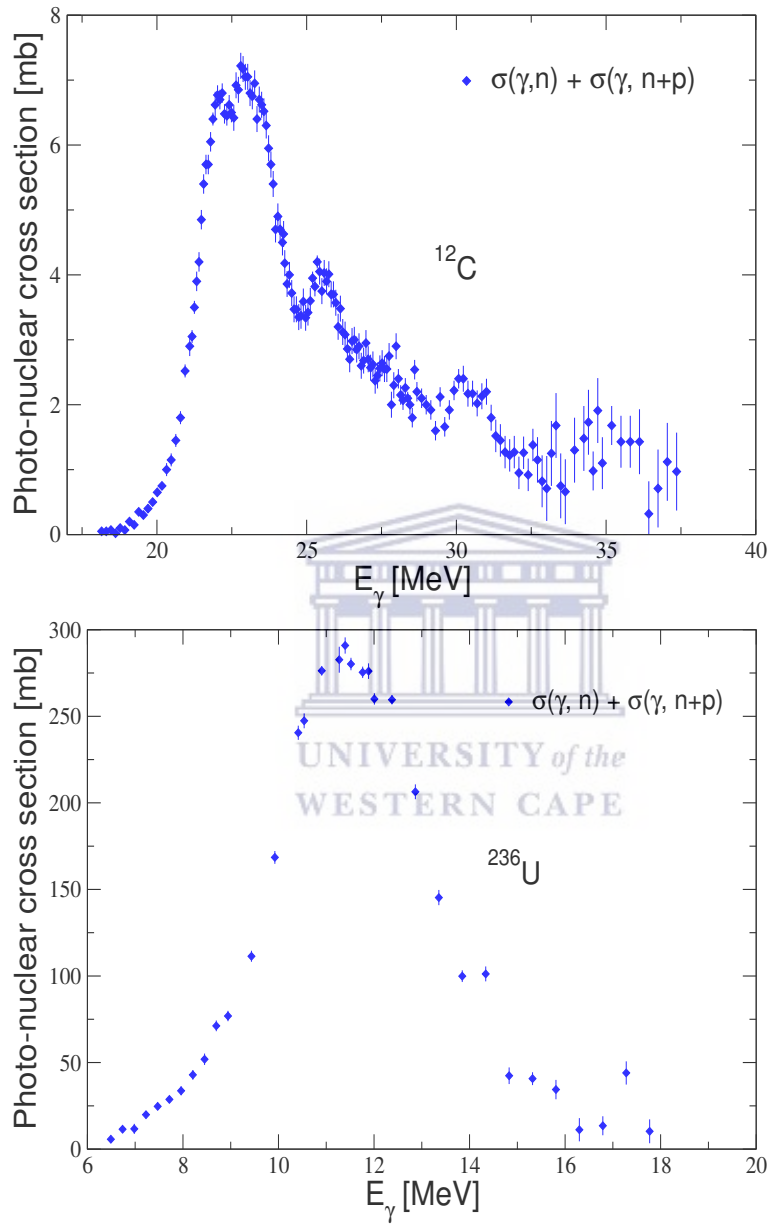 8
6
4
2
0
Photo-nuclear cross section [mb]
σ(γ,n) + σ(γ, n+p)
¹²C
20 25 30 35 40
E_γ [MeV]
300
250
200
150
100
50
0
Photo-nuclear cross section [mb]
σ(γ, n) + σ(γ, n+p)
UNIVERSITY of the
WESTERN CAPE
²³⁶U
6 8 10 12 14 16 18 20
E_γ [MeV]